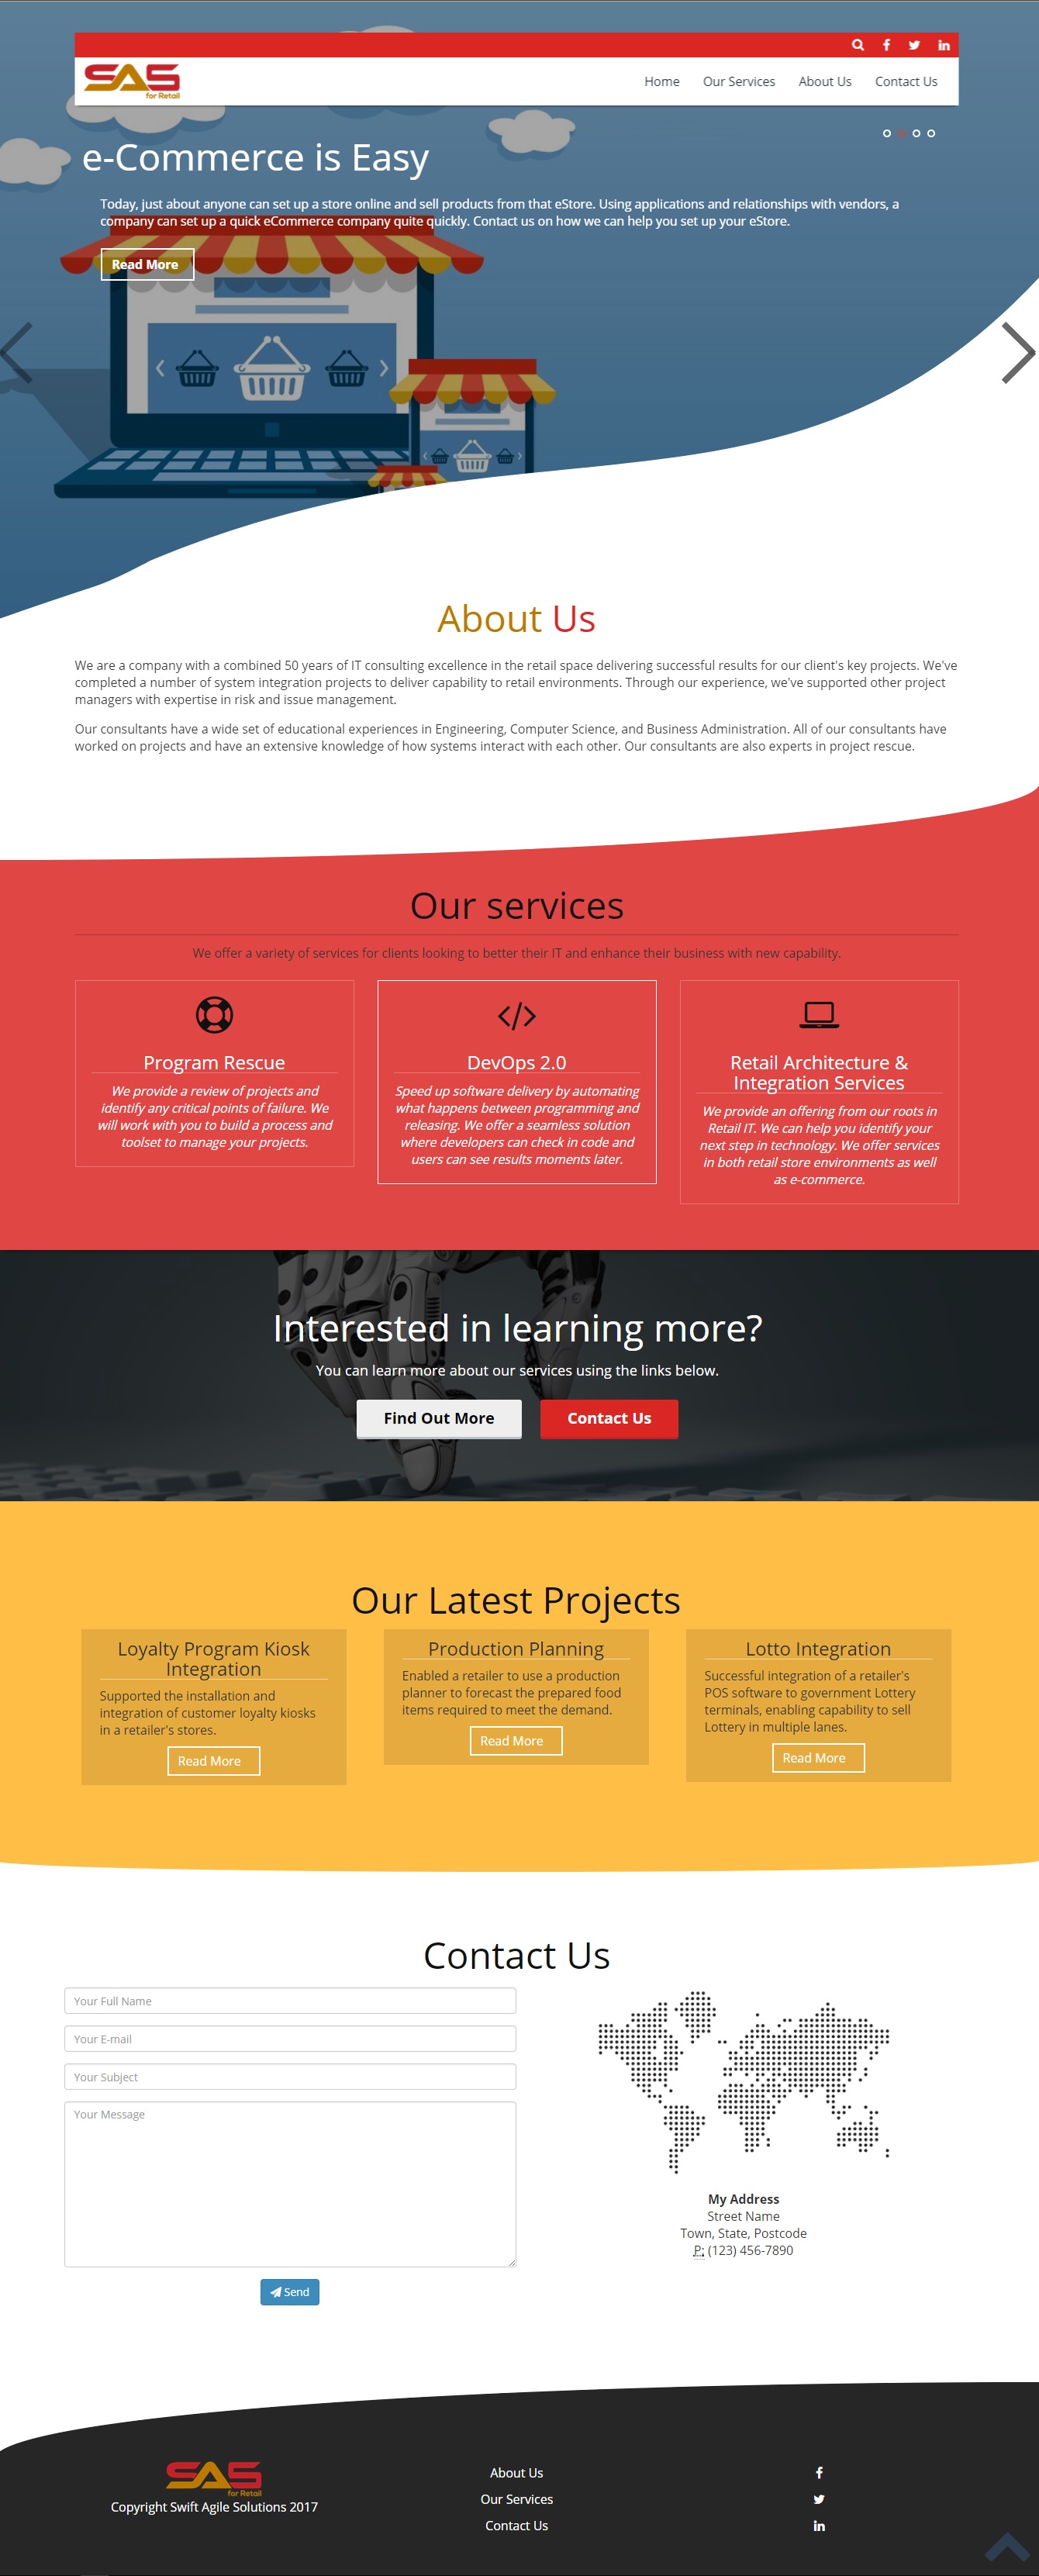 SAS
for Retail
Home Our Services About Us Contact Us
e-Commerce is Easy
Today, just about anyone can set up a store online and sell products from that eStore. Using applications and relationships with vendors, a
company can set up a quick eCommerce company quite quickly. Contact us on how we can help you set up your eStore.
Read More
About Us
We are a company with a combined 50 years of IT consulting excellence in the retail space delivering successful results for our client's key projects. We've
completed a number of system integration projects to deliver capability to retail environments. Through our experience, we've supported other project
managers with expertise in risk and issue management.
Our consultants have a wide set of educational experiences in Engineering, Computer Science, and Business Administration. All of our consultants have
worked on projects and have an extensive knowledge of how systems interact with each other. Our consultants are also experts in project rescue.
Our services
We offer a variety of services for clients looking to better their IT and enhance their business with new capability.
Program Rescue
We provide a review of projects and
identify any critical points of failure. We
will work with you to build a process and
toolset to manage your projects.
DevOps 2.0
Speed up software delivery by automating
what happens between programming and
releasing. We offer a seamless solution
where developers can check in code and
users can see results moments later.
Retail Architecture &
Integration Services
We provide an offering from our roots in
Retail IT. We can help you identify your
next step in technology. We offer services
in both retail store environments as well
as e-commerce.
Interested in learning more?
You can learn more about our services using the links below.
Find Out More Contact Us
Our Latest Projects
Loyalty Program Kiosk
Integration
Supported the installation and
integration of customer loyalty kiosks
in a retailer's stores.
Read More
Production Planning
Enabled a retailer to use a production
planner to forecast the prepared food
items required to meet the demand.
Read More
Lotto Integration
Successful integration of a retailer's
POS software to government Lottery
terminals, enabling capability to sell
Lottery in multiple lanes.
Read More
Contact Us
Your Full Name
Your E-mail
Your Subject
Your Message
Send
My Address
Street Name
Town, State, Postcode
P: (123) 456-7890
SAS
for Retail
Copyright Swift Agile Solutions 2017
About Us
Our Services
Contact Us